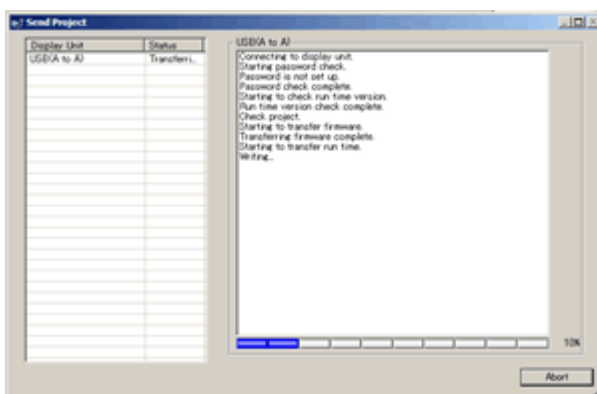 Send Project
Display Unit Status
USB(A to A) Transferri..
USB(A to A)
Connecting to display unit.
Starting password check.
Password is not set up.
Password check complete.
Starting to check run time version.
Run time version check complete.
Check project.
Starting to transfer firmware.
Transferring firmware complete.
Starting to transfer run time.
Writing...
10%
Abort